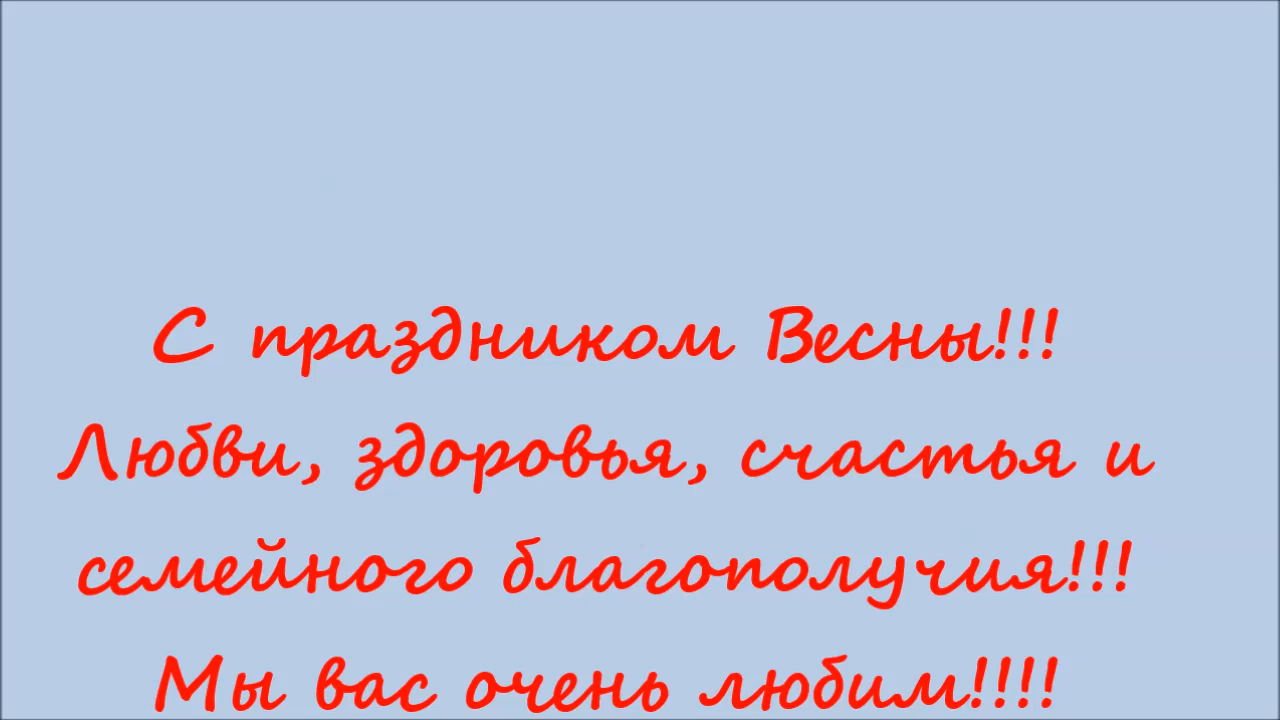 С праздником Весны!!!
Любви, здоровья, счастья и
семейного благополучия!!!
Мы вас очень любим!!!!